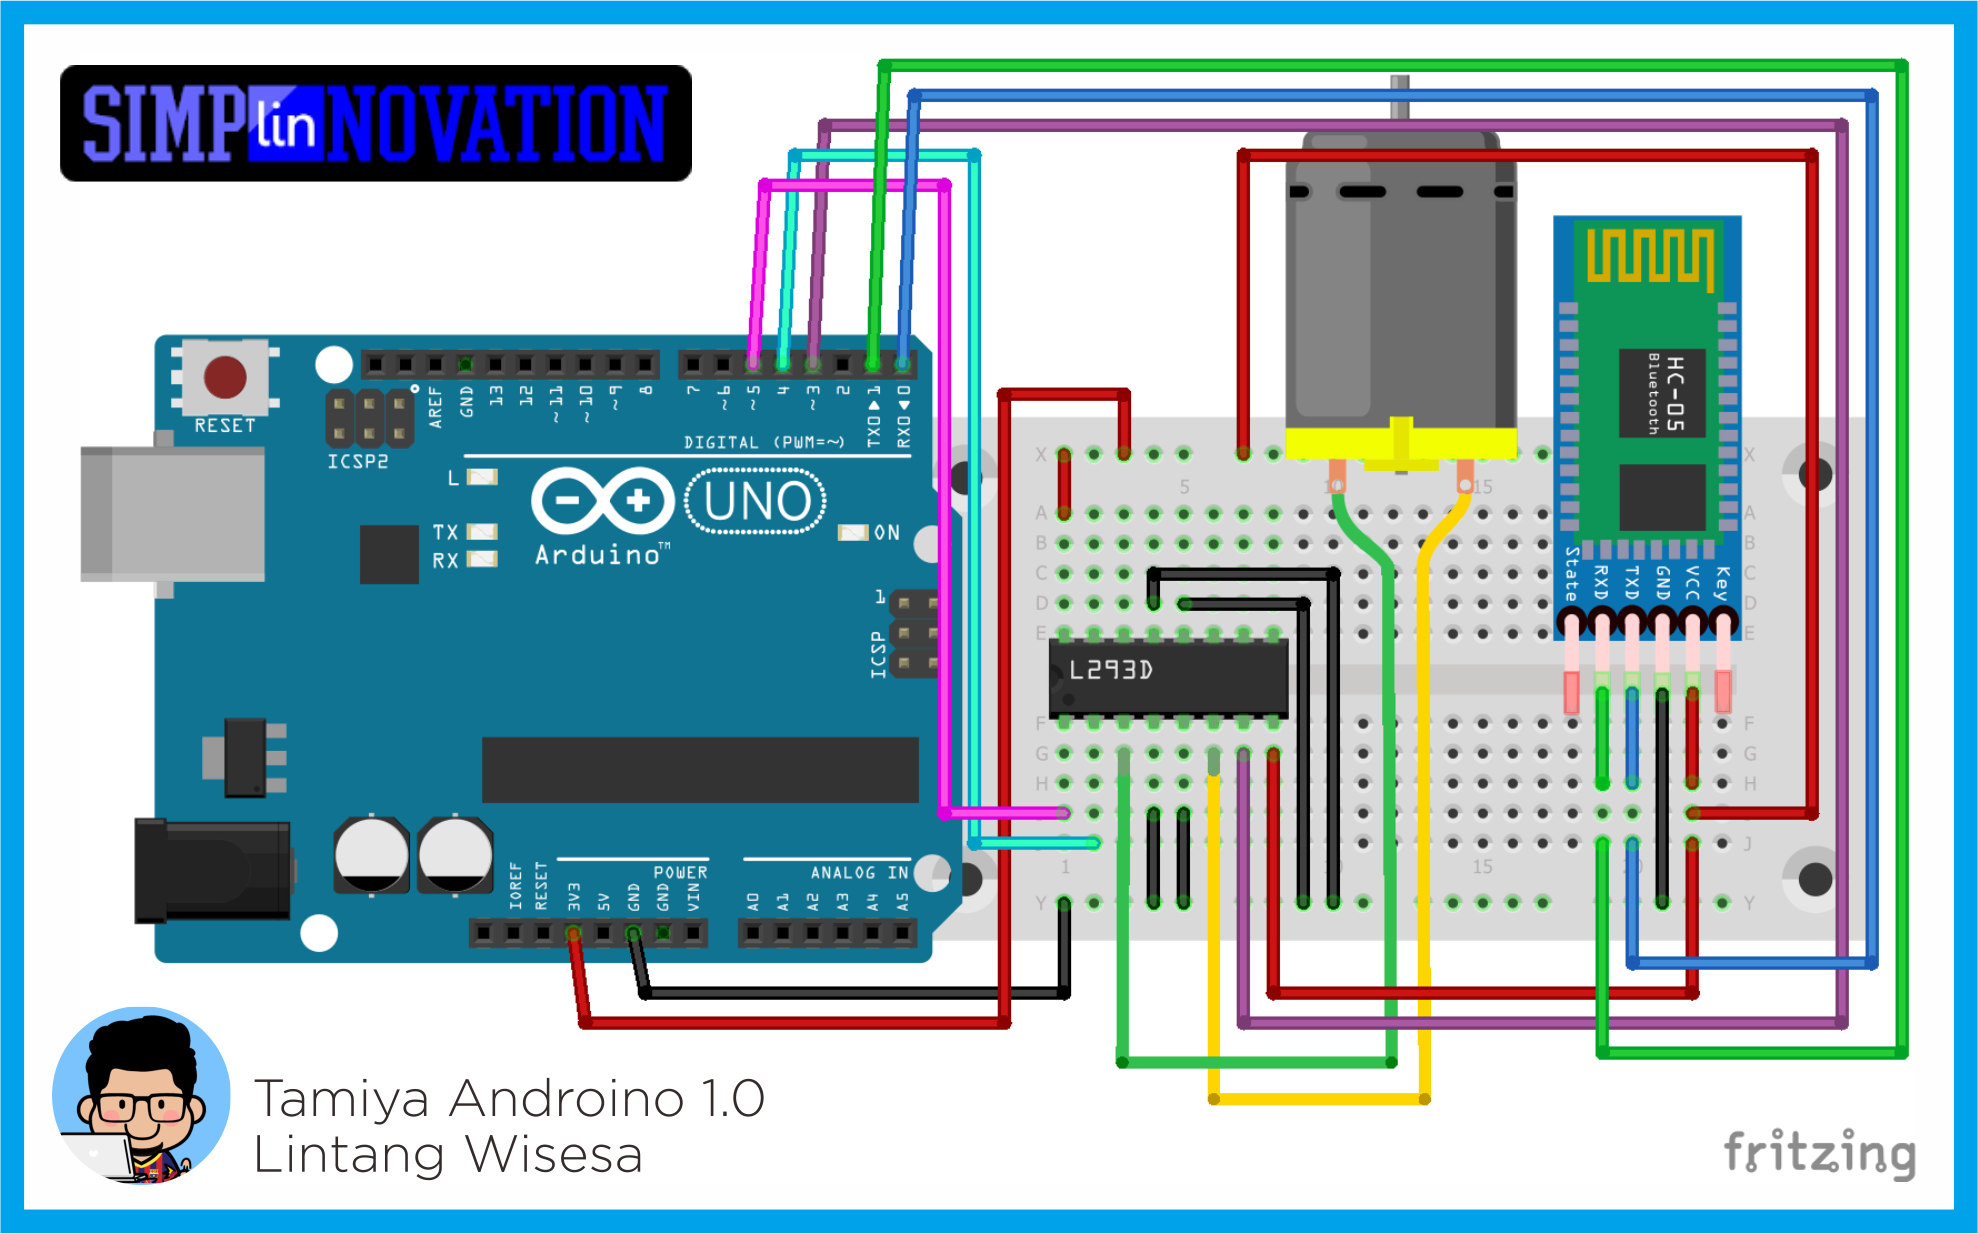 SIMPlinNOVATION
RESET
ICSP2
AREF
GND
13
12
~11
~10
~9
8
7
~6
~5
4
~3
2
TX0▶1
RX0◀0
DIGITAL (PWM=~)
L
TX
RX
UNO
Arduino™
ON
1
ICSP
IOREF
RESET
3V3
5V
GND
GND
VIN
POWER
ANALOG IN
A0
A1
A2
A3
A4
A5
X
X
5
15
A
A
B
B
C
C
D
D
E
E
L293D
F
F
G
G
H
H
J
1
15
Y
Y
HC-05
Bluetooth
State
RXD
TXD
GND
VCC
Key
Tamiya Androino 1.0
Lintang Wisesa
fritzing